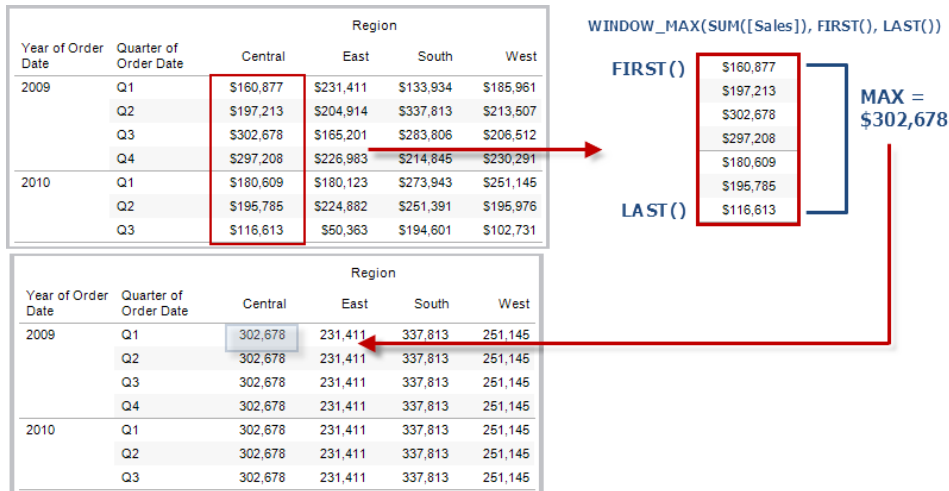 Region
Year of Order Date Quarter of Order Date Central East South West
2009 Q1 $160,877 $231,411 $133,934 $185,961
Q2 $197,213 $204,914 $337,813 $213,507
Q3 $302,678 $165,201 $283,806 $206,512
Q4 $297,208 $226,983 $214,845 $230,291
2010 Q1 $180,609 $180,123 $273,943 $251,145
Q2 $195,785 $224,882 $251,391 $195,976
Q3 $116,613 $50,363 $194,601 $102,731
WINDOW_MAX(SUM([Sales]), FIRST(), LAST())
FIRST() $160,877
$197,213
$302,678
$297,208
$180,609
$195,785
LAST() $116,613
MAX =
$302,678
Region
Year of Order Date Quarter of Order Date Central East South West
2009 Q1 302,678 231,411 337,813 251,145
Q2 302,678 231,411 337,813 251,145
Q3 302,678 231,411 337,813 251,145
Q4 302,678 231,411 337,813 251,145
2010 Q1 302,678 231,411 337,813 251,145
Q2 302,678 231,411 337,813 251,145
Q3 302,678 231,411 337,813 251,145